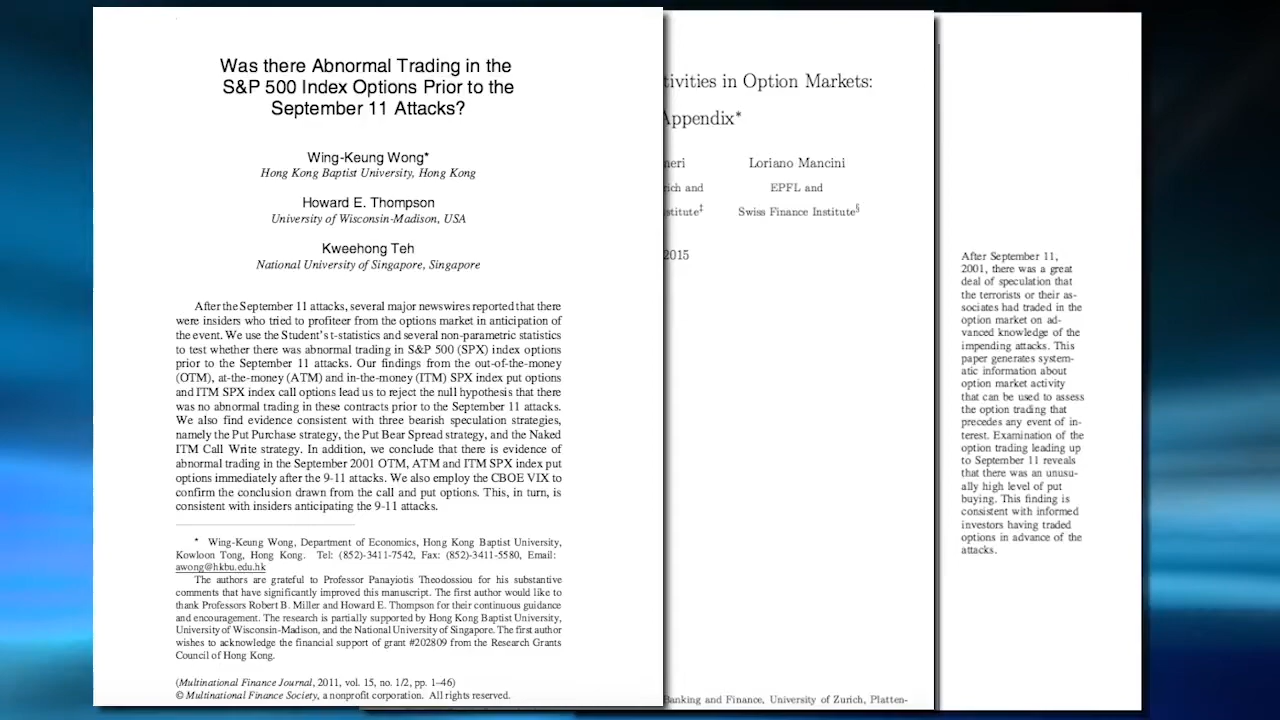 Was there Abnormal Trading in the
S&P 500 Index Options Prior to the
September 11 Attacks?
Wing-Keung Wong*
Hong Kong Baptist University, Hong Kong
Howard E. Thompson
University of Wisconsin-Madison, USA
Kweehong Teh
National University of Singapore, Singapore
After the September 11 attacks, several major newswires reported that there
were insiders who tried to profiteer from the options market in anticipation of
the event. We use the Student's t-statistics and several non-parametric statistics
to test whether there was abnormal trading in S&P 500 (SPX) index options
prior to the September 11 attacks. Our findings from the out-of-the-money
(OTM), at-the-money (ATM) and in-the-money (ITM) SPX index put options
and ITM SPX index call options lead us to reject the null hypothesis that there
was no abnormal trading in these contracts prior to the September 11 attacks.
We also find evidence consistent with three bearish speculation strategies,
namely the Put Purchase strategy, the Put Bear Spread strategy, and the Naked
ITM Call Write strategy. In addition, we conclude that there is evidence of
abnormal trading in the September 2001 OTM, ATM and ITM SPX index put
options immediately after the 9-11 attacks. We also employ the CBOE VIX to
confirm the conclusion drawn from the call and put options. This, in turn, is
consistent with insiders anticipating the 9-11 attacks.
* Wing-Keung Wong, Department of Economics, Hong Kong Baptist University,
Kowloon Tong, Hong Kong. Tel: (852)-3411-7542, Fax: (852)-3411-5580, Email:
awong@hkbu.edu.hk
The authors are grateful to Professor Panayiotis Theodossiou for his substantive
comments that have significantly improved this manuscript. The first author would like to
thank Professors Robert B. Miller and Howard E. Thompson for their continuous guidance
and encouragement. The research is partially supported by Hong Kong Baptist University,
University of Wisconsin-Madison, and the National University of Singapore. The first author
wishes to acknowledge the financial support of grant #202809 from the Research Grants
Council of Hong Kong.
(Multinational Finance Journal, 2011, vol. 15, no. 1/2, pp. 1–46)
© Multinational Finance Society, a nonprofit corporation. All rights reserved.
tivities in Option Markets:
Appendix*
neri
Loriano Mancini
rich and
EPFL and
stitute‡
Swiss Finance Institute§
2015
Banking and Finance, University of Zurich, Platten-
After September 11,
2001, there was a great
deal of speculation that
the terrorists or their as-
sociates had traded in the
option market on ad-
vanced knowledge of the
impending attacks. This
paper generates system-
atic information about
option market activity
that can be used to assess
the option trading that
precedes any event of in-
terest. Examination of the
option trading leading up
to September 11 reveals
that there was an unusu-
ally high level of put
buying. This finding is
consistent with informed
investors having traded
options in advance of the
attacks.